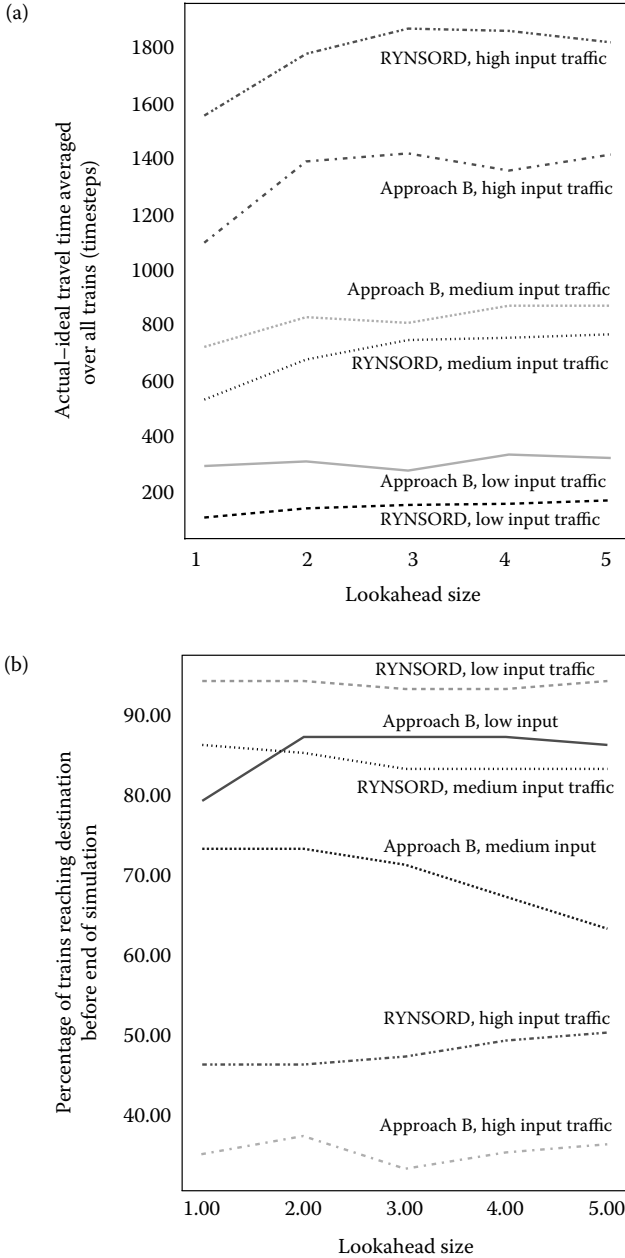 (a)
Actual–ideal travel time averaged
over all trains (timesteps)
1800
1600
1400
1200
1000
800
600
400
200
RYNSORD, high input traffic
Approach B, high input traffic
Approach B, medium input traffic
RYNSORD, medium input traffic
Approach B, low input traffic
RYNSORD, low input traffic
1 2 3 4 5
Lookahead size
(b)
Percentage of trains reaching destination
before end of simulation
90.00
80.00
70.00
60.00
50.00
40.00
RYNSORD, low input traffic
Approach B, low input
RYNSORD, medium input traffic
Approach B, medium input
RYNSORD, high input traffic
Approach B, high input traffic
1.00 2.00 3.00 4.00 5.00
Lookahead size